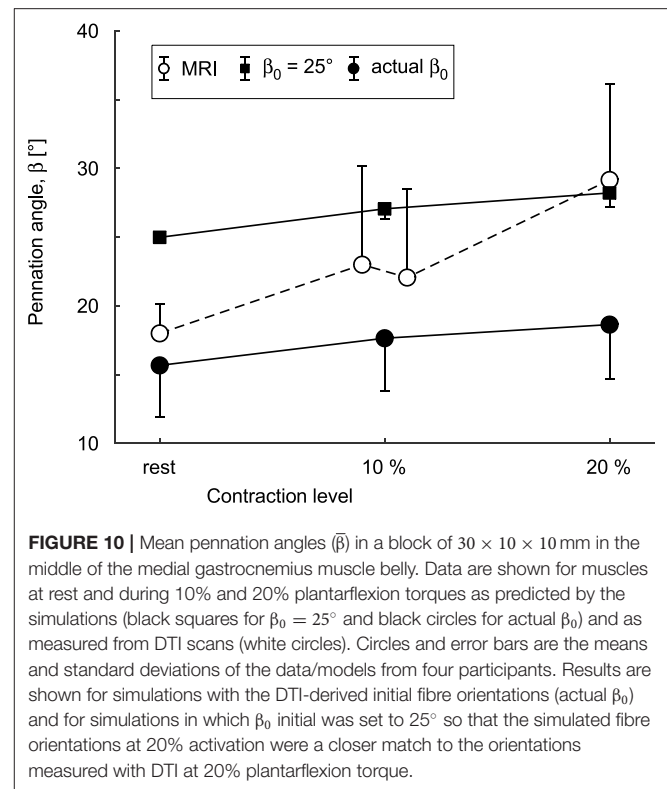 40
MRI β₀ = 25° actual β₀
30
20
10
Pennation angle, β [°]
rest 10 % 20 %
Contraction level
FIGURE 10 | Mean pennation angles (β̅) in a block of 30 × 10 × 10 mm in the
middle of the medial gastrocnemius muscle belly. Data are shown for muscles
at rest and during 10% and 20% plantarflexion torques as predicted by the
simulations (black squares for β₀ = 25° and black circles for actual β₀) and as
measured from DTI scans (white circles). Circles and error bars are the means
and standard deviations of the data/models from four participants. Results are
shown for simulations with the DTI-derived initial fibre orientations (actual β₀)
and for simulations in which β₀ initial was set to 25° so that the simulated fibre
orientations at 20% activation were a closer match to the orientations
measured with DTI at 20% plantarflexion torque.